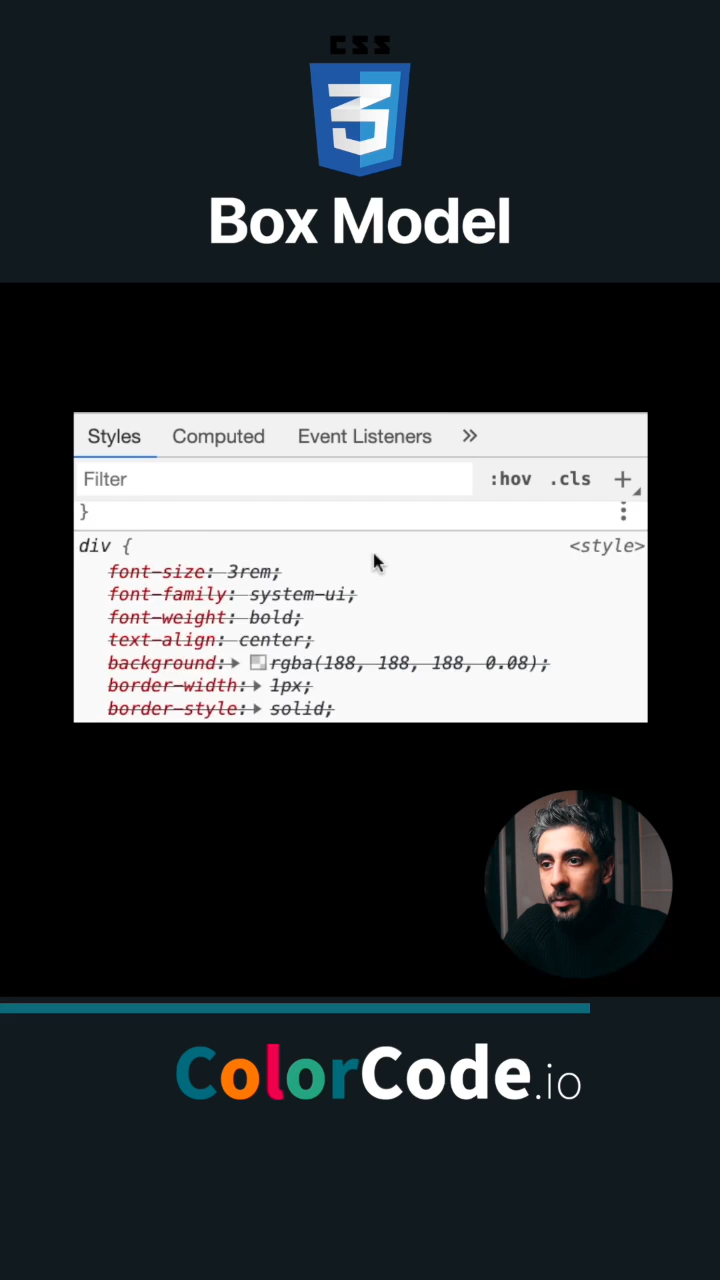 CSS
3
Box Model
Styles Computed Event Listeners »
Filter :hov .cls +
}
div { <style>
font-size: 3rem;
font-family: system-ui;
font-weight: bold;
text-align: center;
background: rgba(188, 188, 188, 0.08);
border-width: 1px;
border-style: solid;
ColorCode.io